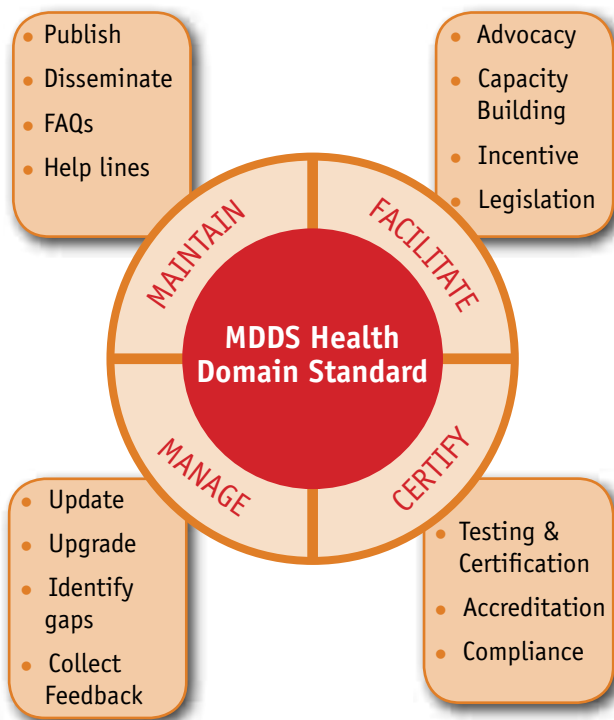 • Publish
• Disseminate
• FAQs
• Help lines
• Advocacy
• Capacity
Building
• Incentive
• Legislation
MAINTAIN
FACILITATE
MDDS Health
Domain Standard
MANAGE
CERTIFY
• Update
• Upgrade
• Identify
gaps
• Collect
Feedback
• Testing &
Certification
• Accreditation
• Compliance